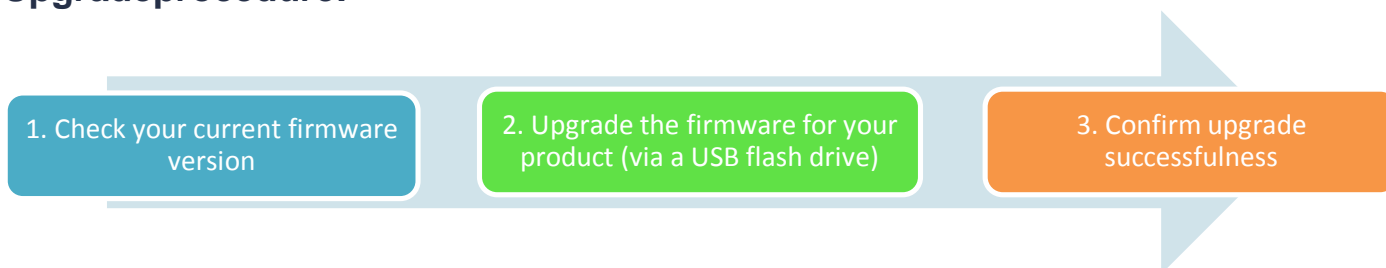 Upgradeprocedure:
1. Check your current firmware
version
2. Upgrade the firmware for your
product (via a USB flash drive)
3. Confirm upgrade
successfulness